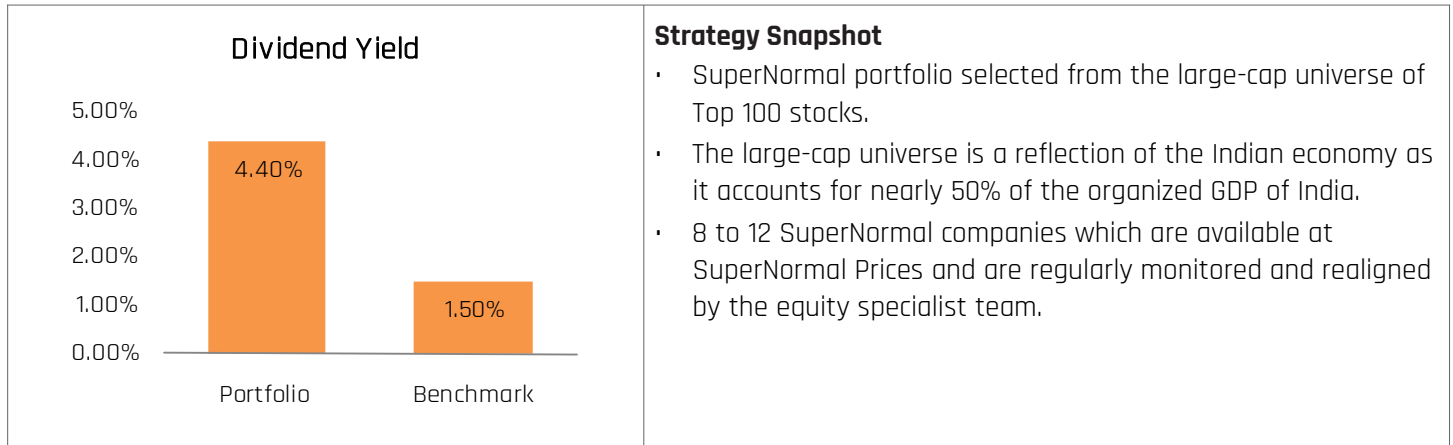 Dividend Yield
5.00%
4.00%
3.00%
2.00%
1.00%
0.00%
4.40%
1.50%
Portfolio
Benchmark
Strategy Snapshot
· SuperNormal portfolio selected from the large-cap universe of
Top 100 stocks.
· The large-cap universe is a reflection of the Indian economy as
it accounts for nearly 50% of the organized GDP of India.
· 8 to 12 SuperNormal companies which are available at
SuperNormal Prices and are regularly monitored and realigned
by the equity specialist team.